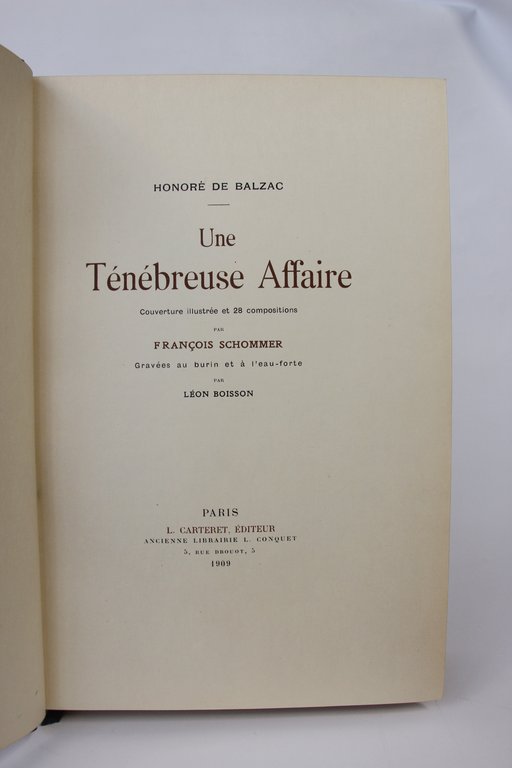 HONORÉ DE BALZAC
Une
Ténébreuse Affaire
Couverture illustrée et 28 compositions
PAR
FRANÇOIS SCHOMMER
Gravées au burin et à l'eau-forte
PAR
LÉON BOISSON
PARIS
L. CARTERET, ÉDITEUR
ANCIENNE LIBRAIRIE L. CONQUET
5, RUE DROUOT, 5
1909